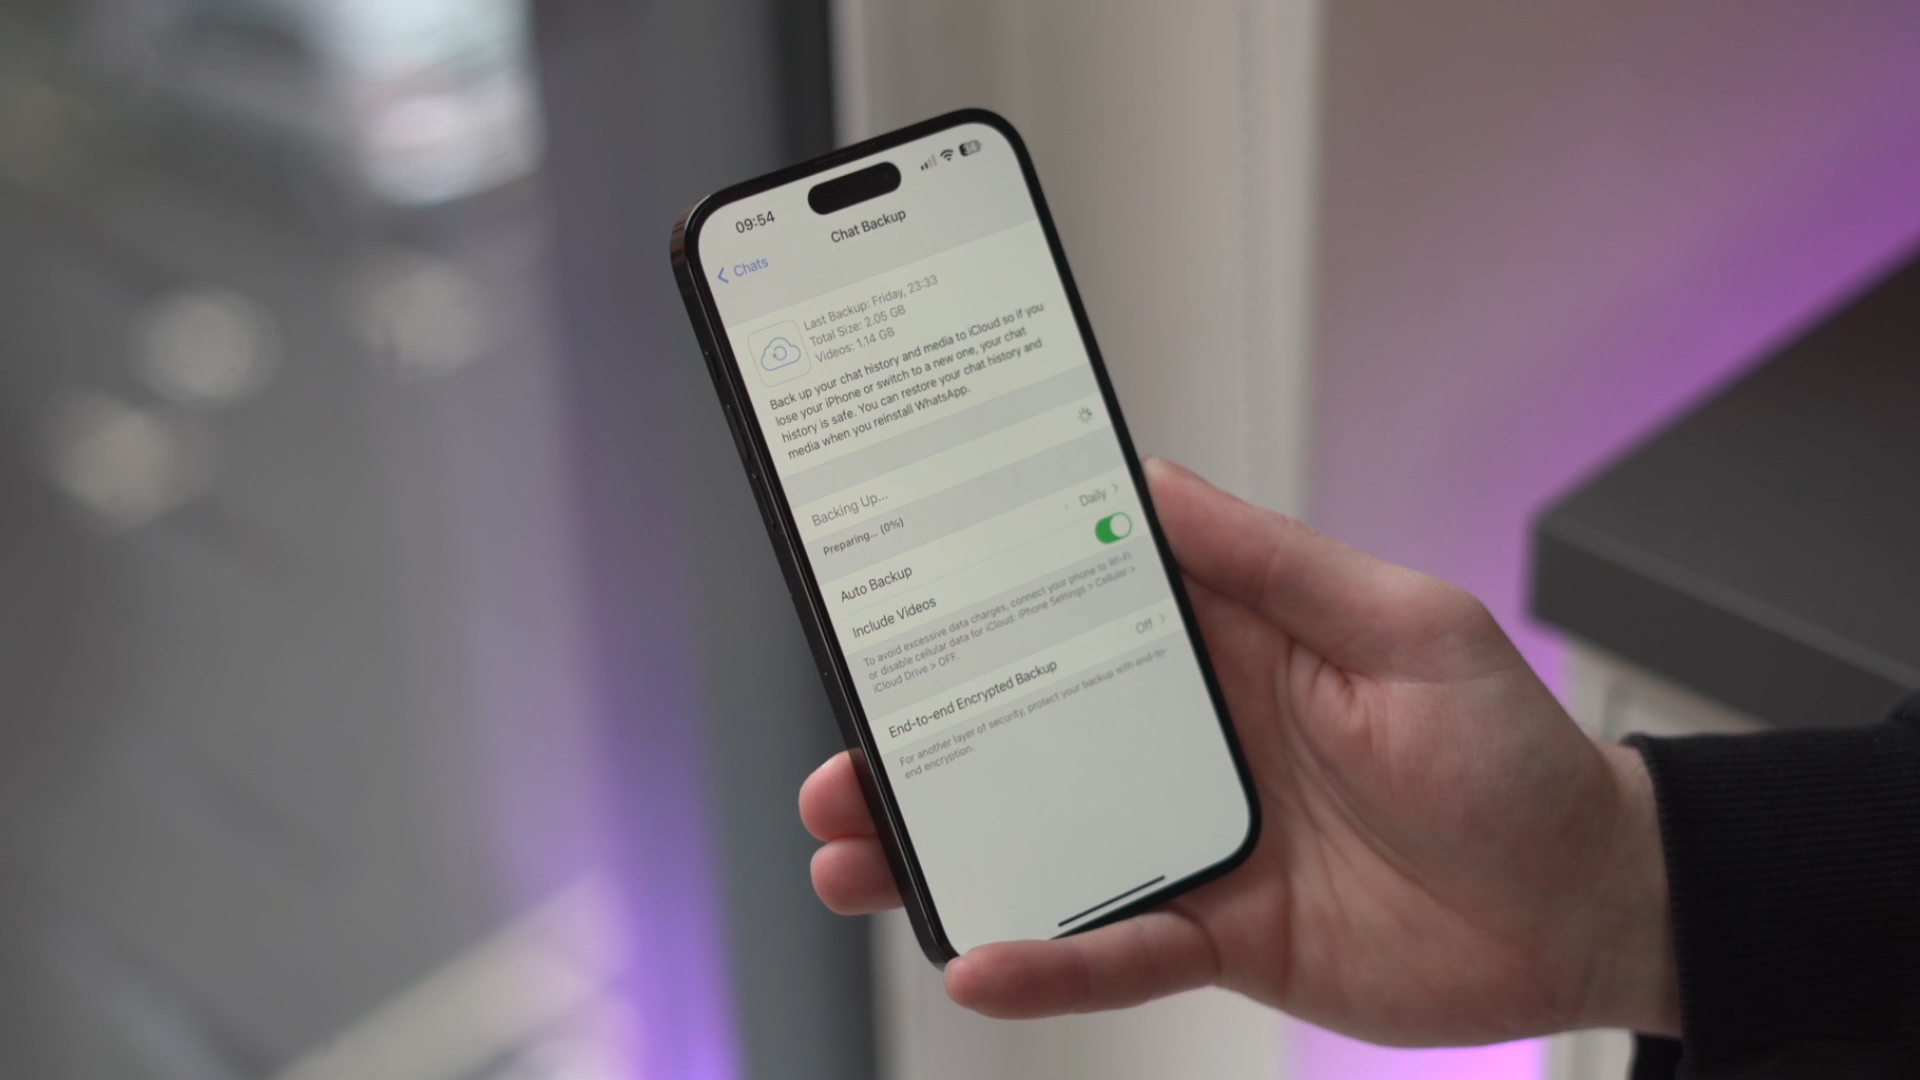 09:54
Chat Backup
Chats
Last Backup: Friday, 23:33
Total Size: 2.05 GB
Videos: 1.14 GB
Back up your chat history and media to iCloud so if you
lose your iPhone or switch to a new one, your chat
history is safe. You can restore your chat history and
media when you reinstall WhatsApp.
Backing Up...
Preparing... (0%)
Auto Backup Daily
Include Videos
To avoid excessive data charges, connect your phone to Wi-Fi
or disable cellular data for iCloud: iPhone Settings > Cellular >
iCloud Drive > OFF.
End-to-end Encrypted Backup Off
For another layer of security, protect your backup with end-to-
end encryption.